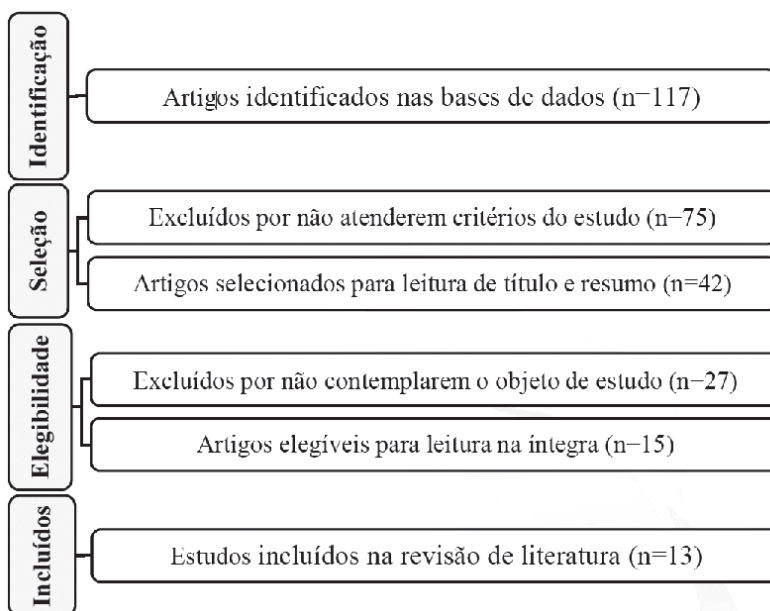 Identificação
Artigos identificados nas bases de dados (n=117)
Seleção
Excluídos por não atenderem critérios do estudo (n=75)
Artigos selecionados para leitura de título e resumo (n=42)
Elegibilidade
Excluídos por não contemplarem o objeto de estudo (n=27)
Artigos elegíveis para leitura na íntegra (n=15)
Incluídos
Estudos incluídos na revisão de literatura (n=13)